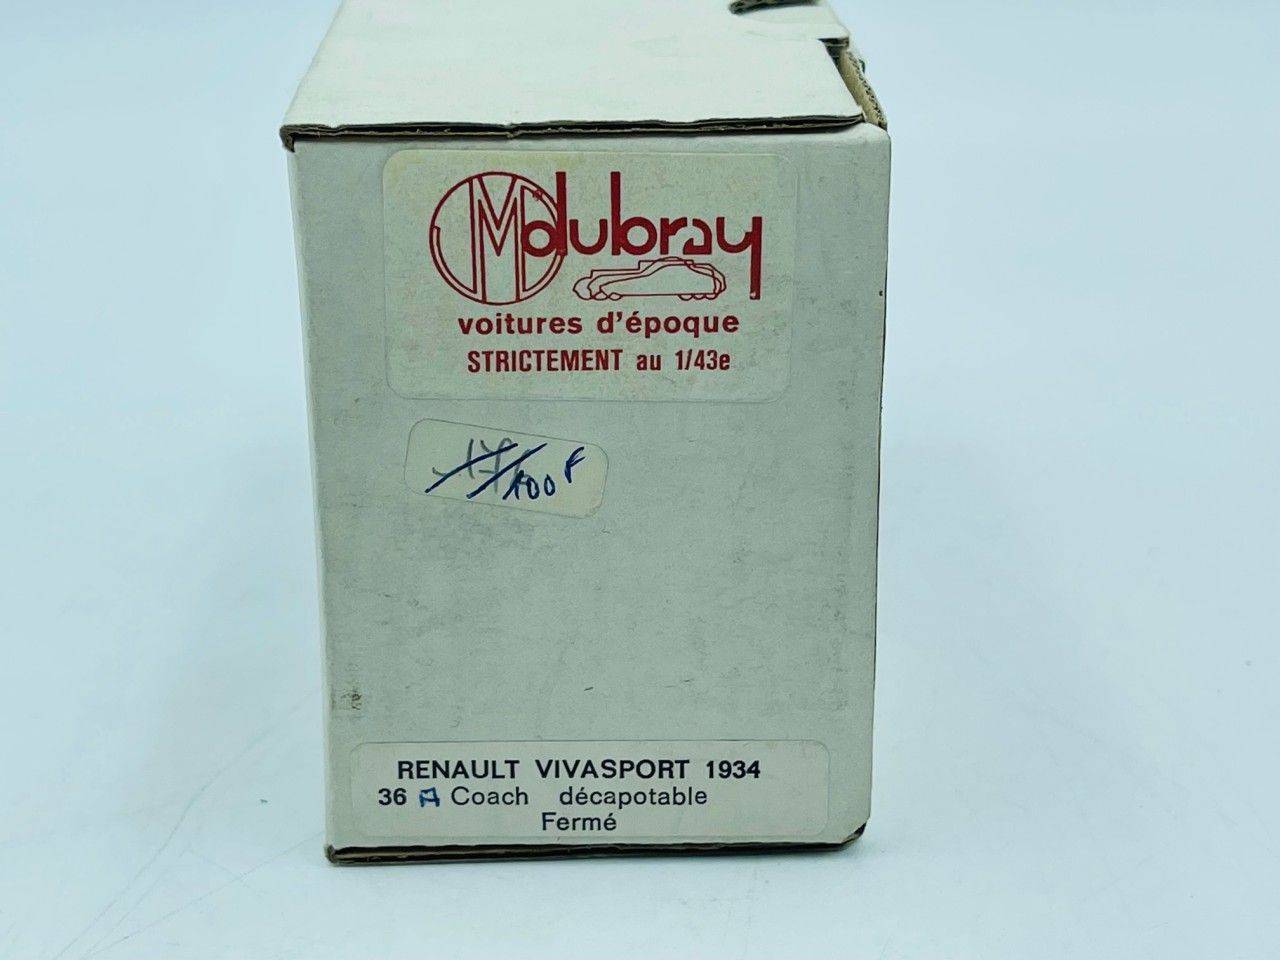 Mdubray
voitures d'époque
STRICTEMENT au 1/43e
100 F
RENAULT VIVASPORT 1934
36 A Coach décapotable
Fermé